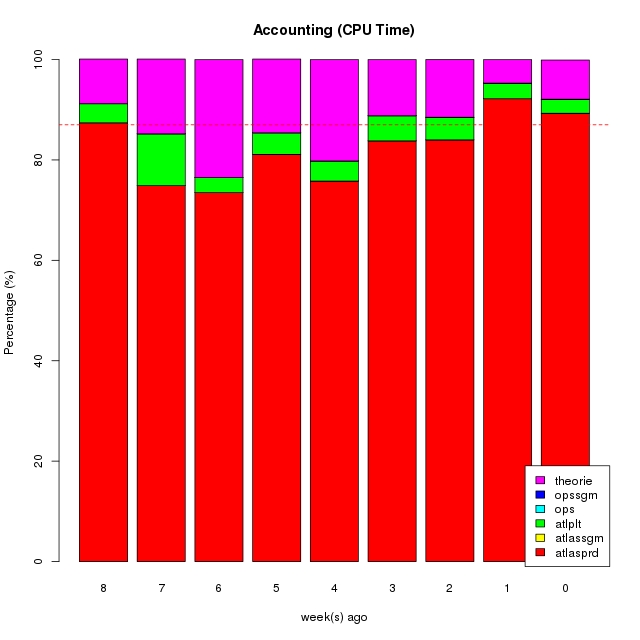 Accounting (CPU Time)
Percentage (%)
100
80
60
40
20
0
theorie
opssgm
ops
atlplt
atlassgm
atlasprd
8 7 6 5 4 3 2 1 0
week(s) ago